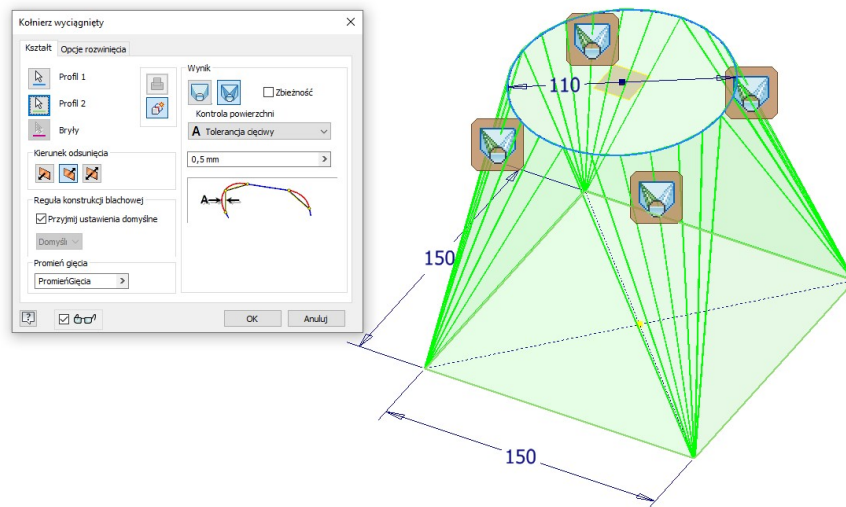 Kołnierz wyciągnięty
Kształt
Opcje rozwinięcia
Profil 1
Profil 2
Bryły
Kierunek odsunięcia
Reguła konstrukcji blachowej
Przyjmij ustawienia domyślne
Domyśl
Promień gięcia
PromieńGięcia
Wynik
Zbieżność
Kontrola powierzchni
A Tolerancja cięciwy
0,5 mm
A
OK
Anuluj
110
150
150